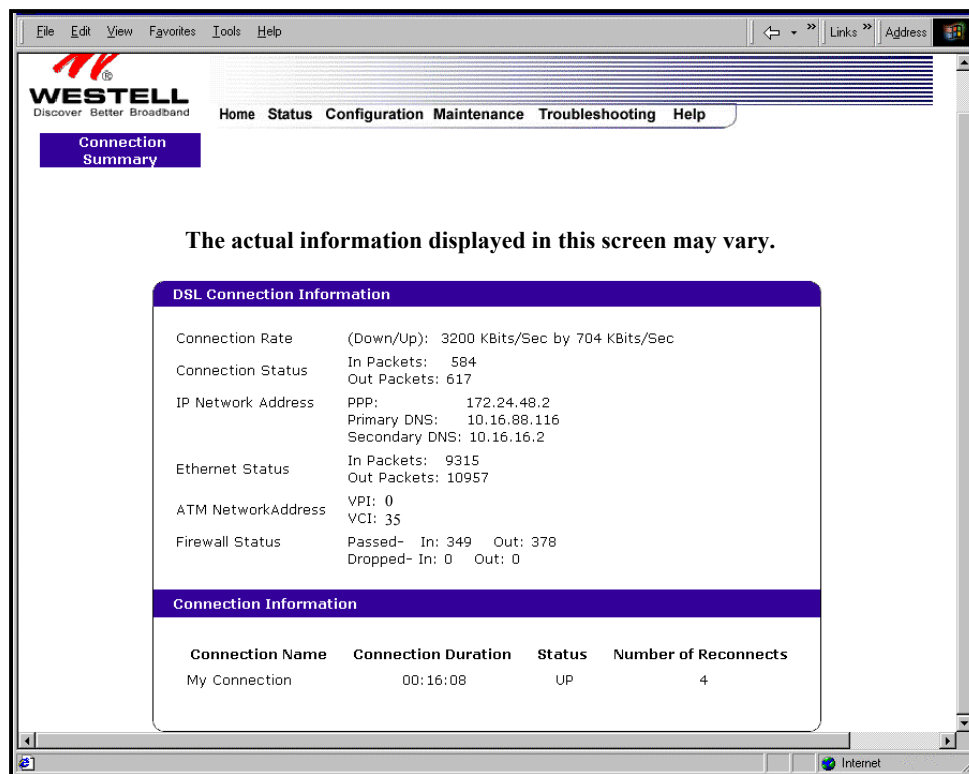 File Edit View Favorites Tools Help » Links » Address
®
WESTELL
Discover Better Broadband
Home Status Configuration Maintenance Troubleshooting Help
Connection
Summary
The actual information displayed in this screen may vary.
DSL Connection Information
Connection Rate (Down/Up): 3200 KBits/Sec by 704 KBits/Sec
Connection Status In Packets: 584
Out Packets: 617
IP Network Address PPP: 172.24.48.2
Primary DNS: 10.16.88.116
Secondary DNS: 10.16.16.2
Ethernet Status In Packets: 9315
Out Packets: 10957
ATM NetworkAddress VPI: 0
VCI: 35
Firewall Status Passed- In: 349 Out: 378
Dropped- In: 0 Out: 0
Connection Information
Connection Name Connection Duration Status Number of Reconnects
My Connection 00:16:08 UP 4
Internet